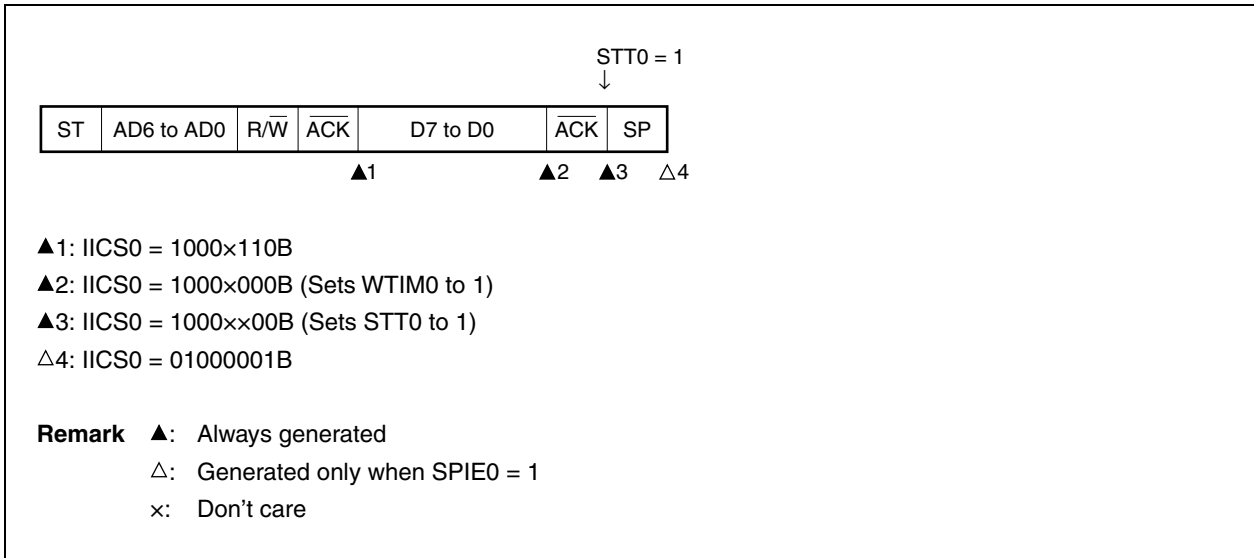 STT0 = 1
↓
ST AD6 to AD0 R/W̅ A̅C̅K̅ D7 to D0 A̅C̅K̅ SP
▲1 ▲2 ▲3 △4
▲1: IICS0 = 1000×110B
▲2: IICS0 = 1000×000B (Sets WTIM0 to 1)
▲3: IICS0 = 1000××00B (Sets STT0 to 1)
△4: IICS0 = 01000001B
Remark ▲: Always generated
△: Generated only when SPIE0 = 1
×: Don't care